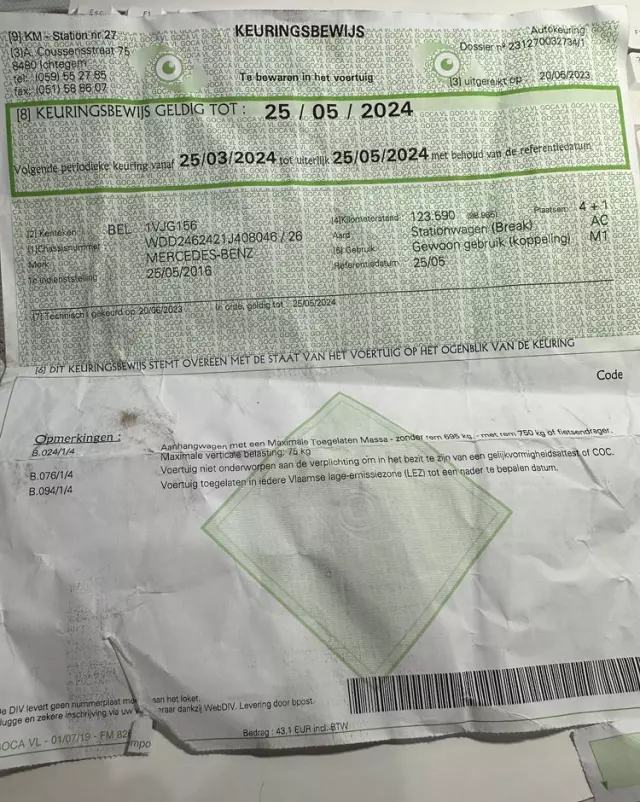 [9] KM - Station nr 27
KEURINGSBEWIJS
Autokeuring
[3]A. Coussensstraat 75
Dossier nº 231270032734/1
8480 Ichtegem
tel: (059) 55 27 85
Te bewaren in het voertuig
[3] uitgereikt op 20/06/2023
fax: (051) 58 86 07
[8] KEURINGSBEWIJS GELDIG TOT : 25 / 05 / 2024
Volgende periodieke keuring vanaf 25/03/2024 tot uiterlijk 25/05/2024 met behoud van de referentiedatum.
[2] Kenteken: BEL 1VJG156
[4]Kilometerstand: 123.590 Plaatsen: 4 + 1
[1]Chassisnummer WDD2462421J408046 / 26
Aard Stationwagen (Break) AC
Merk MERCEDES-BENZ
[5] Gebruik: Gewoon gebruik (koppeling) M1
1e indienststelling 25/05/2016
Referentiedatum 25/05
[7] Technisch gekeurd op 20/06/2023 In orde, geldig tot : 25/05/2024
[6] DIT KEURINGSBEWIJS STEMT OVEREEN MET DE STAAT VAN HET VOERTUIG OP HET OGENBLIK VAN DE KEURING
Code
Opmerkingen :
B.024/1/4 Aanhangwagen met een Maximale Toegelaten Massa - zonder rem 695 kg. - met rem 750 kg of fietsendrager.
Maximale verticale belasting: 75 kg
B.076/1/4 Voertuig niet onderworpen aan de verplichting om in het bezit te zijn van een gelijkvormigheidsattest of COC.
B.094/1/4 Voertuig toegelaten in iedere Vlaamse lage-emissiezone (LEZ) tot een nader te bepalen datum.
De DIV levert geen nummerplaat aan het loket.
inschrijving via uw dankzij WebDIV. Levering door bpost.
Bedrag : 43,1 EUR incl. BTW
GOCA VL - 01/07/19 - FM 82